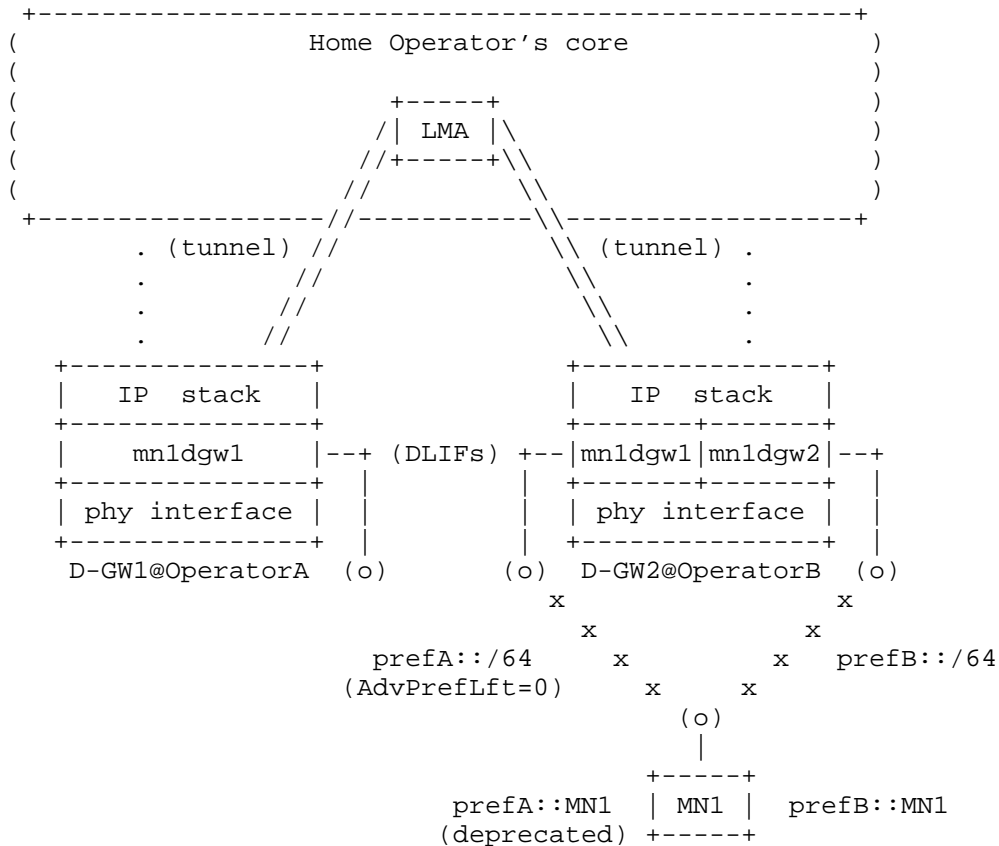 Home Operator's core
LMA
(tunnel) (tunnel)
IP stack IP stack
mn1dgw1 (DLIFs) mn1dgw1 mn1dgw2
phy interface phy interface
D-GW1@OperatorA (o) (o) D-GW2@OperatorB (o)
prefA::/64 prefB::/64
(AdvPrefLft=0)
(o)
prefA::MN1 MN1 prefB::MN1
(deprecated)